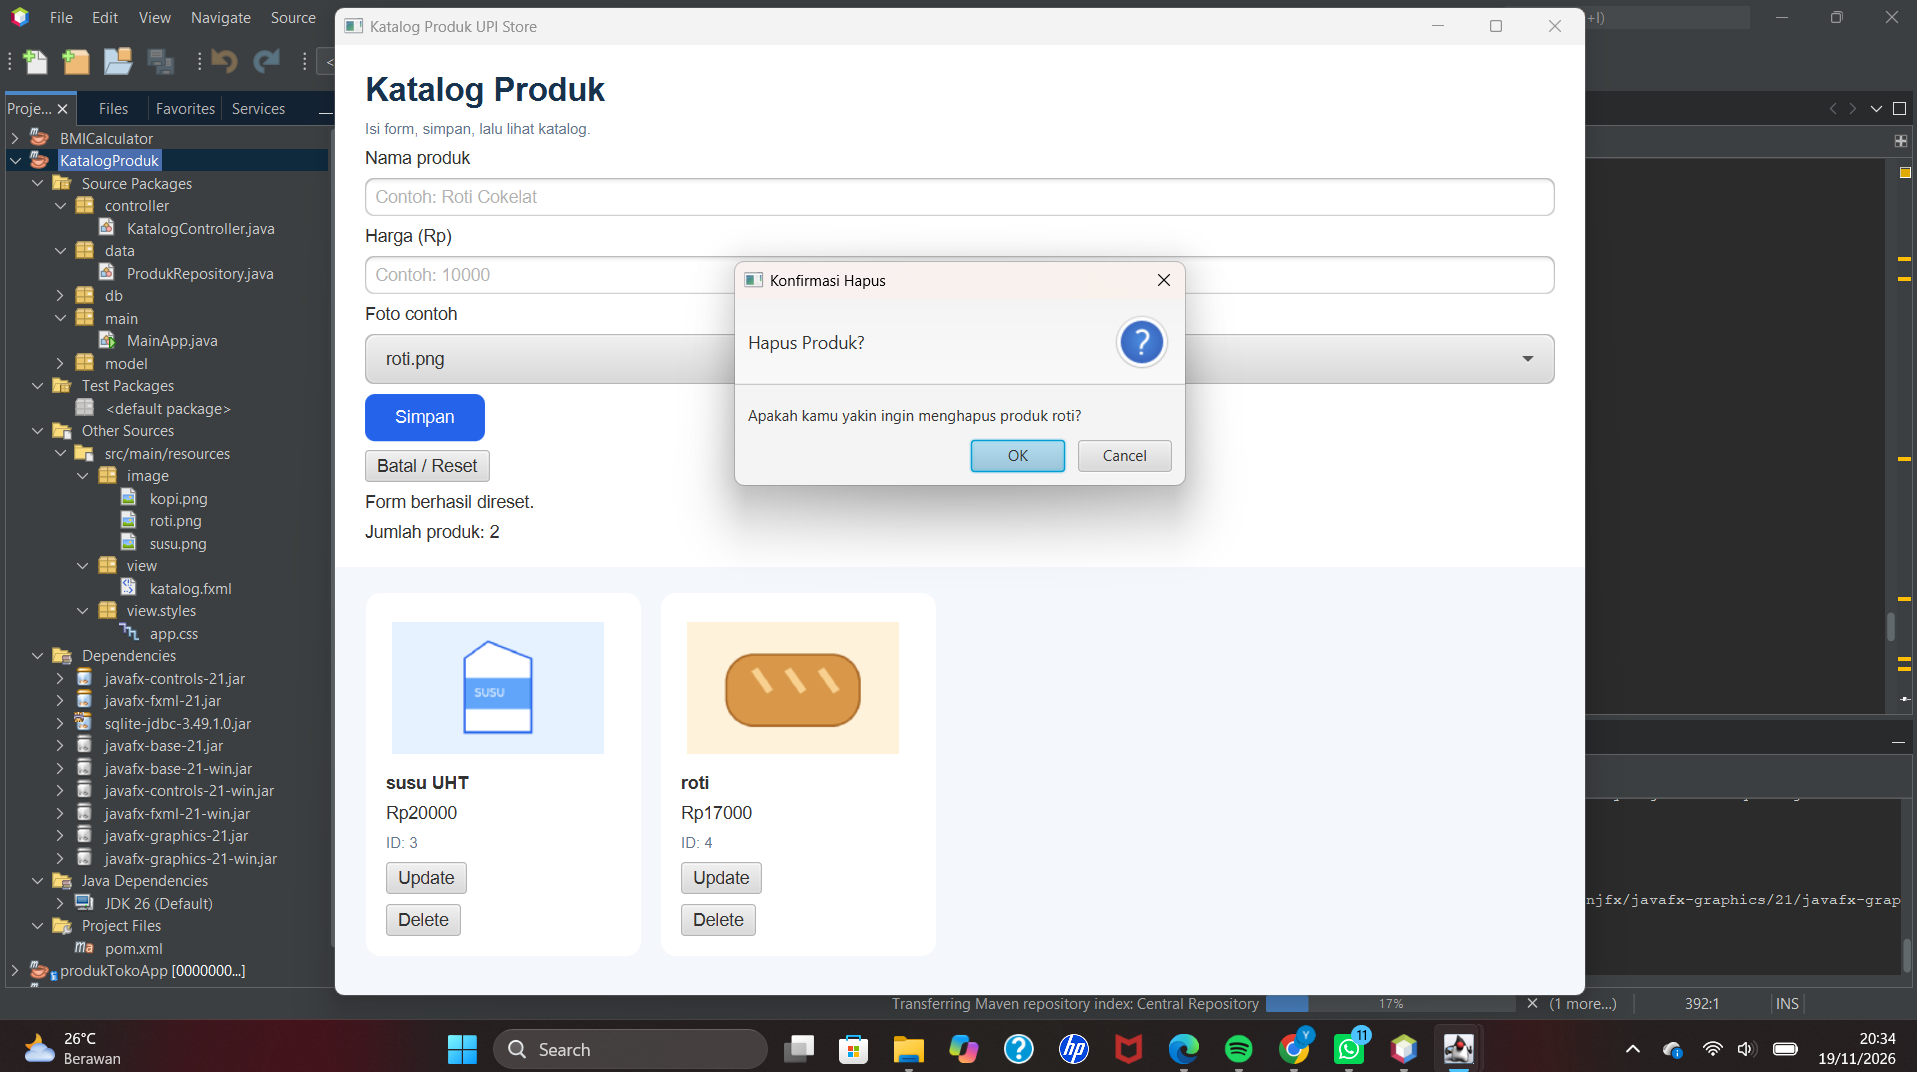 File Edit View Navigate Source
+I)
Katalog Produk UPI Store
Proje... Files Favorites Services
BMICalculator
KatalogProduk
Source Packages
controller
KatalogController.java
data
ProdukRepository.java
db
main
MainApp.java
model
Test Packages
<default package>
Other Sources
src/main/resources
image
kopi.png
roti.png
susu.png
view
katalog.fxml
view.styles
app.css
Dependencies
javafx-controls-21.jar
javafx-fxml-21.jar
sqlite-jdbc-3.49.1.0.jar
javafx-base-21.jar
javafx-base-21-win.jar
javafx-controls-21-win.jar
javafx-fxml-21-win.jar
javafx-graphics-21.jar
javafx-graphics-21-win.jar
Java Dependencies
JDK 26 (Default)
Project Files
pom.xml
produkTokoApp [0000000...]
Katalog Produk
Isi form, simpan, lalu lihat katalog.
Nama produk
Contoh: Roti Cokelat
Harga (Rp)
Contoh: 10000
Foto contoh
roti.png
Simpan
Batal / Reset
Form berhasil direset.
Jumlah produk: 2
Konfirmasi Hapus
Hapus Produk?
Apakah kamu yakin ingin menghapus produk roti?
OK Cancel
SUSU
susu UHT
Rp20000
ID: 3
Update
Delete
roti
Rp17000
ID: 4
Update
Delete
njfx/javafx-graphics/21/javafx-grap
Transferring Maven repository index: Central Repository 17% (1 more...) 392:1 INS
26°C
Berawan
Search
hp
Y
11
20:34
19/11/2026